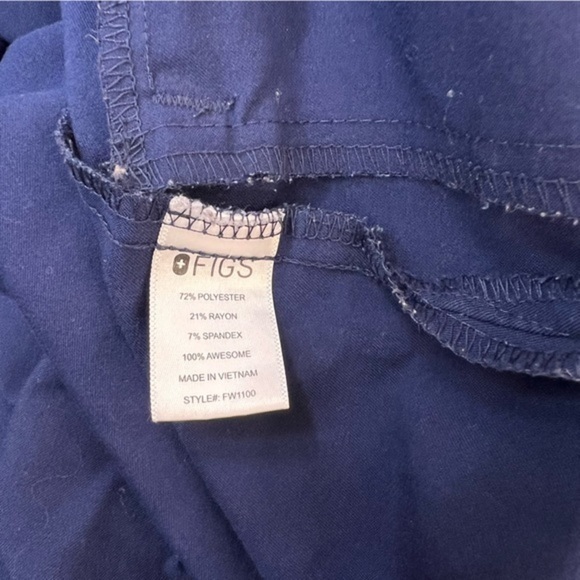 FIGS
72% POLYESTER
21% RAYON
7% SPANDEX
100% AWESOME
MADE IN VIETNAM
STYLE#: FW1100